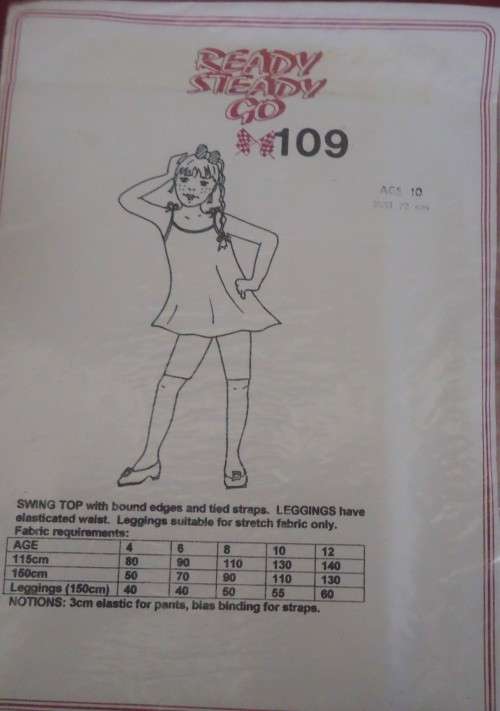 READY
STEADY
GO
109
AGE 10
SWING TOP with bound edges and tied straps. LEGGINGS have
elasticated waist. Leggings suitable for stretch fabric only.
Fabric requirements:
AGE 4 6 8 10 12
115cm 80 90 110 130 140
150cm 50 70 90 110 130
Leggings (150cm) 40 40 50 55 60
NOTIONS: 3cm elastic for pants, bias binding for straps.